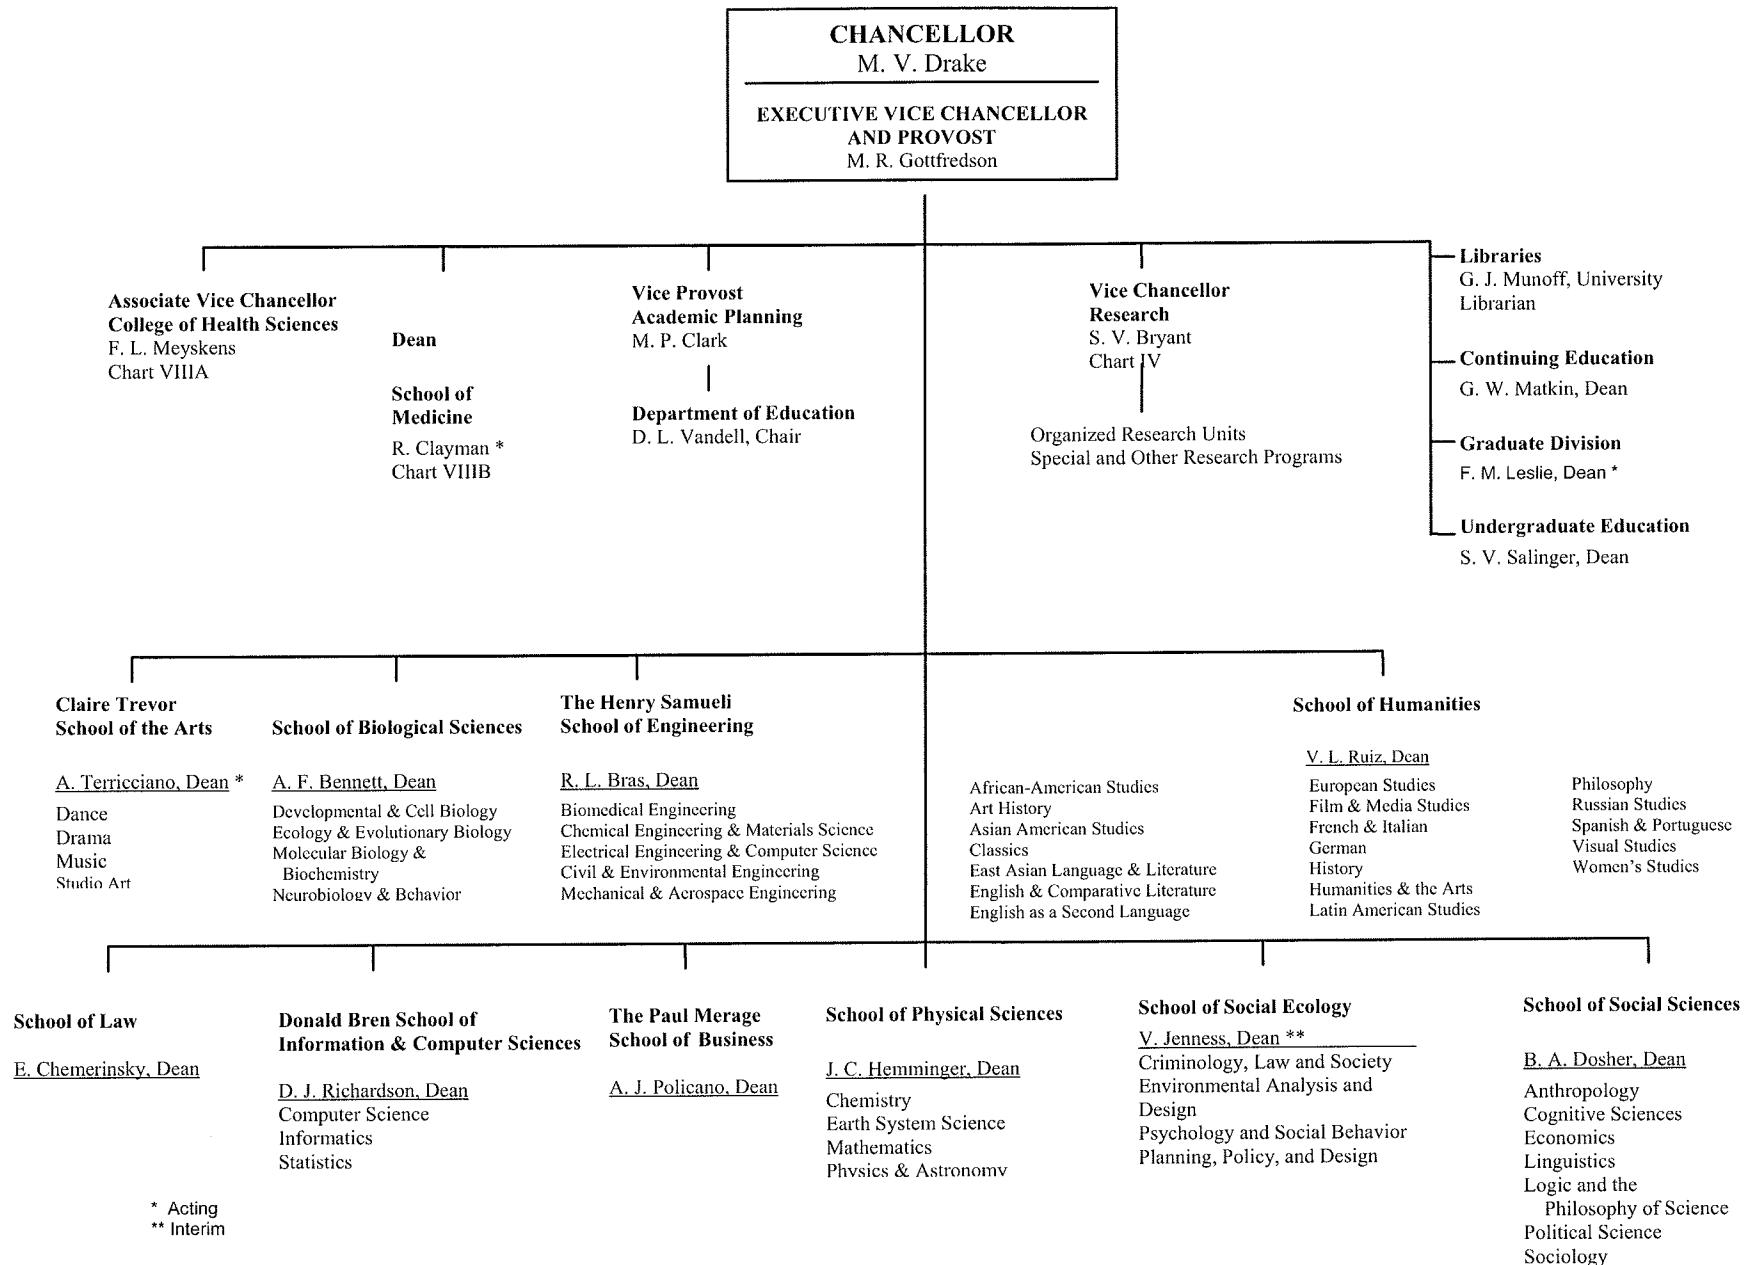 CHANCELLOR
M. V. Drake
EXECUTIVE VICE CHANCELLOR
AND PROVOST
M. R. Gottfredson
Associate Vice Chancellor
College of Health Sciences
F. L. Meyskens
Chart VIIIA
Dean
School of
Medicine
R. Clayman *
Chart VIIIB
Vice Provost
Academic Planning
M. P. Clark
Department of Education
D. L. Vandell, Chair
Vice Chancellor
Research
S. V. Bryant
Chart IV
Organized Research Units
Special and Other Research Programs
Libraries
G. J. Munoff, University
Librarian
Continuing Education
G. W. Matkin, Dean
Graduate Division
F. M. Leslie, Dean *
Undergraduate Education
S. V. Salinger, Dean
Claire Trevor
School of the Arts
A. Terricciano, Dean *
Dance
Drama
Music
Studio Art
School of Biological Sciences
A. F. Bennett, Dean
Developmental & Cell Biology
Ecology & Evolutionary Biology
Molecular Biology &
Biochemistry
Neurobiology & Behavior
The Henry Samueli
School of Engineering
R. L. Bras, Dean
Biomedical Engineering
Chemical Engineering & Materials Science
Electrical Engineering & Computer Science
Civil & Environmental Engineering
Mechanical & Aerospace Engineering
School of Humanities
V. L. Ruiz, Dean
African-American Studies
Art History
Asian American Studies
Classics
East Asian Language & Literature
English & Comparative Literature
English as a Second Language
European Studies
Film & Media Studies
French & Italian
German
History
Humanities & the Arts
Latin American Studies
Philosophy
Russian Studies
Spanish & Portuguese
Visual Studies
Women's Studies
School of Law
E. Chemerinsky, Dean
Donald Bren School of
Information & Computer Sciences
D. J. Richardson, Dean
Computer Science
Informatics
Statistics
The Paul Merage
School of Business
A. J. Policano, Dean
School of Physical Sciences
J. C. Hemminger, Dean
Chemistry
Earth System Science
Mathematics
Physics & Astronomy
School of Social Ecology
V. Jenness, Dean **
Criminology, Law and Society
Environmental Analysis and
Design
Psychology and Social Behavior
Planning, Policy, and Design
School of Social Sciences
B. A. Dosher, Dean
Anthropology
Cognitive Sciences
Economics
Linguistics
Logic and the
Philosophy of Science
Political Science
Sociology
* Acting
** Interim